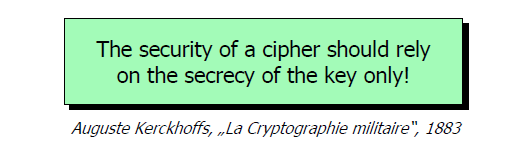 The security of a cipher should rely
on the secrecy of the key only!
Auguste Kerckhoffs, „La Cryptographie militaire“, 1883